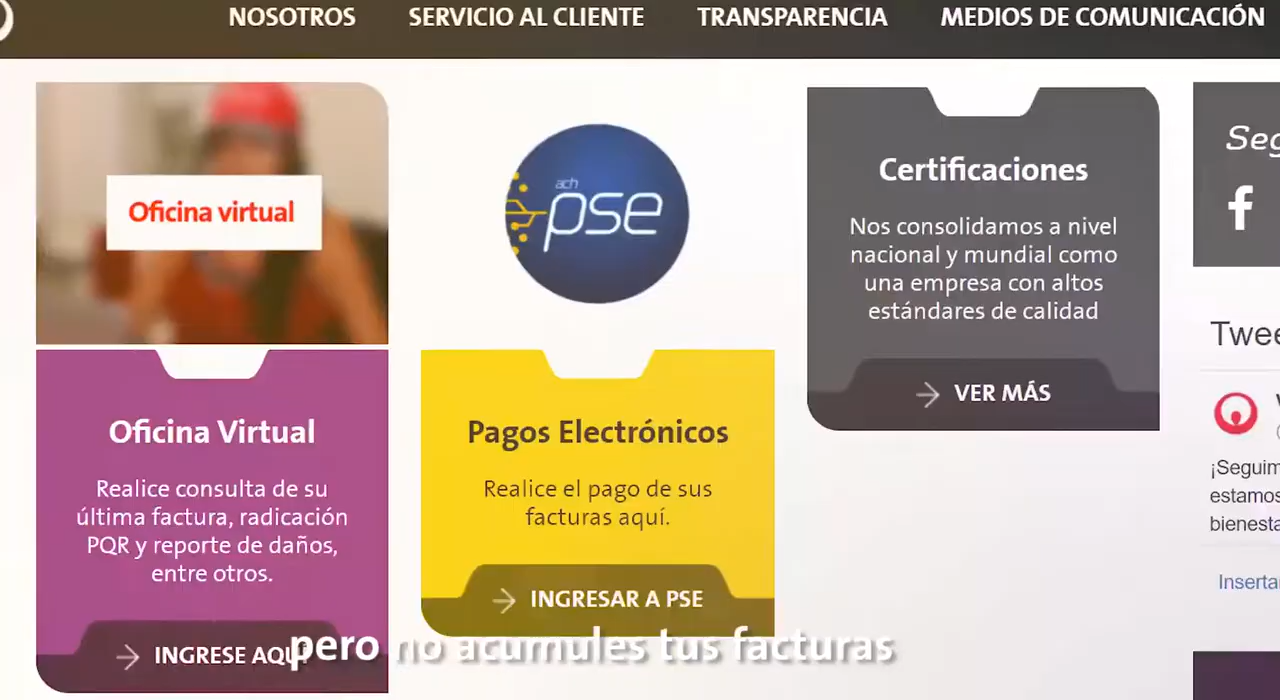 NOSOTROS SERVICIO AL CLIENTE TRANSPARENCIA MEDIOS DE COMUNICACIÓN
Oficina virtual
Oficina Virtual
Realice consulta de su
última factura, radicación
PQR y reporte de daños,
entre otros.
INGRESE AQU
ach
pse
Pagos Electrónicos
Realice el pago de sus
facturas aquí.
INGRESAR A PSE
Certificaciones
Nos consolidamos a nivel
nacional y mundial como
una empresa con altos
estándares de calidad
VER MÁS
Seg
f
Twee
¡Seguim
estamos
bienesta
Insertar
pero no acumules tus facturas